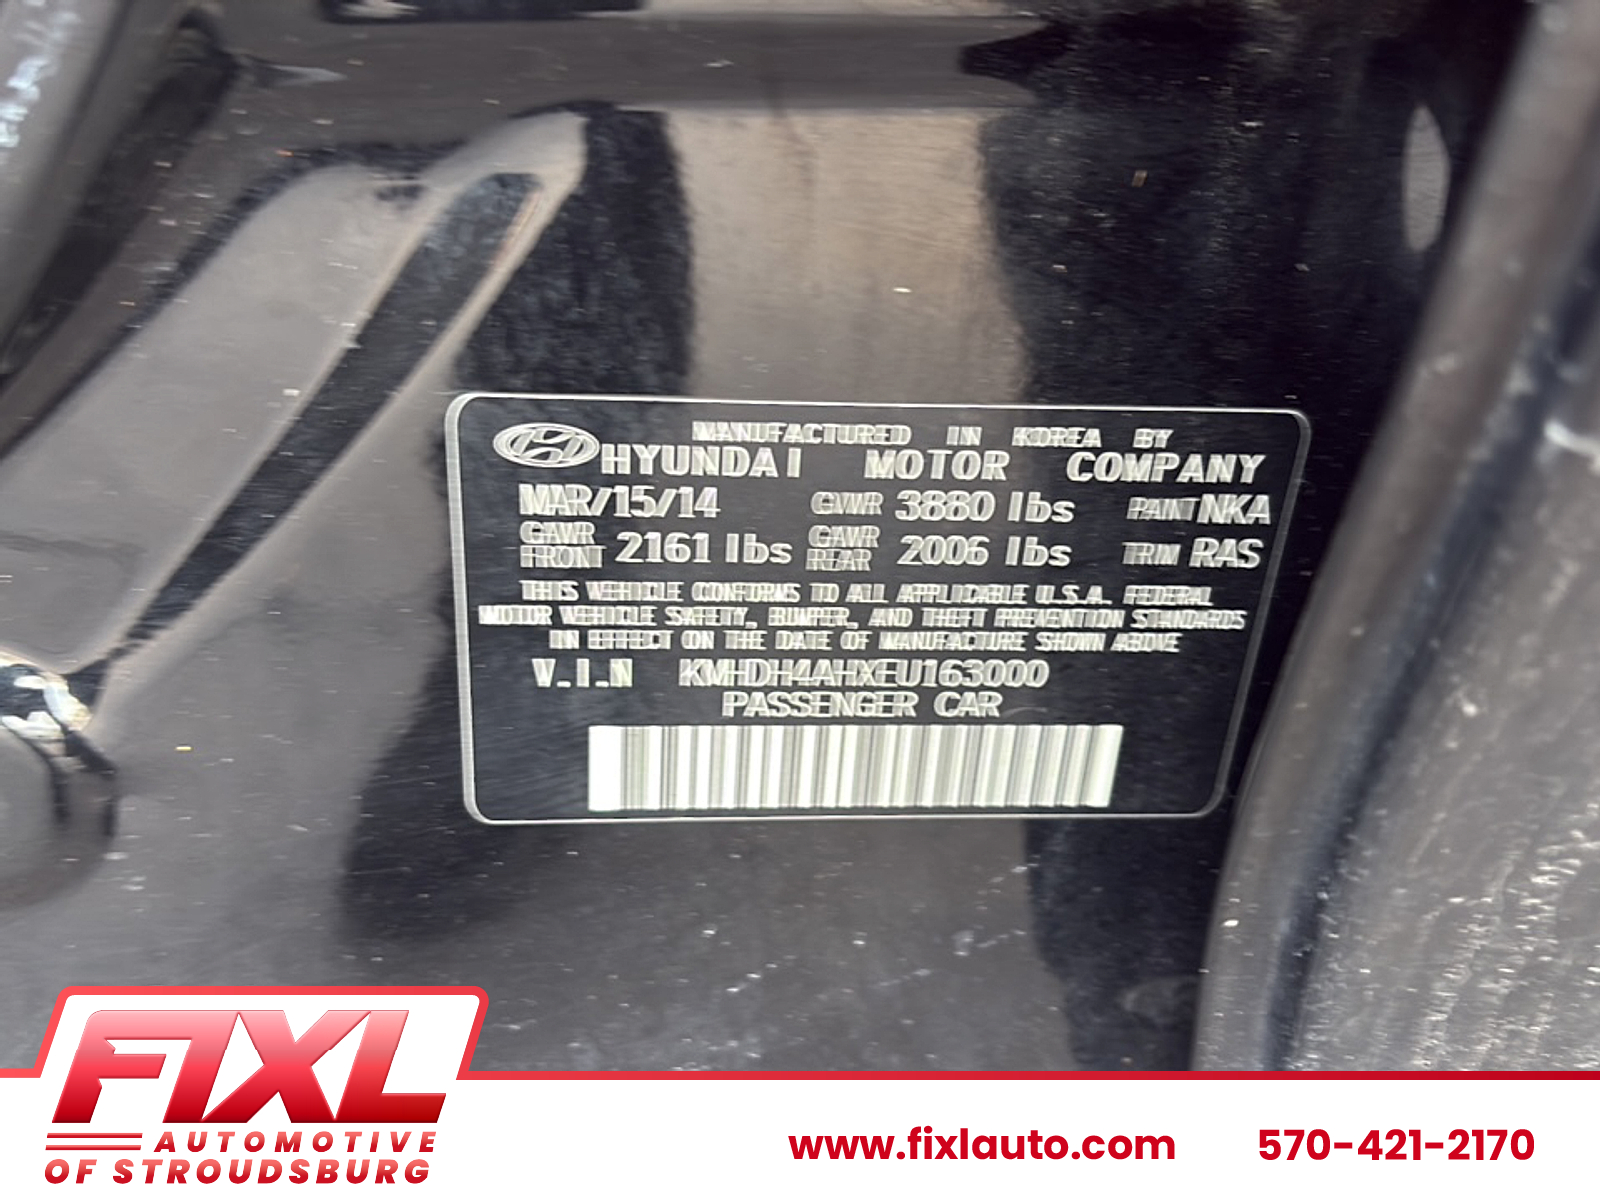 MANUFACTURED IN KOREA BY
HYUNDAI MOTOR COMPANY
MAR/15/14 GVWR 3880 lbs PAINT NKA
GAWR FRONT 2161 lbs GAWR REAR 2006 lbs TRIM RAS
THIS VEHICLE CONFORMS TO ALL APPLICABLE U.S.A. FEDERAL
MOTOR VEHICLE SAFETY, BUMPER, AND THEFT PREVENTION STANDARDS
IN EFFECT ON THE DATE OF MANUFACTURE SHOWN ABOVE
V.I.N KMHDH4AHXEU163000
PASSENGER CAR
FIXL
AUTOMOTIVE
OF STROUDSBURG
www.fixlauto.com 570-421-2170